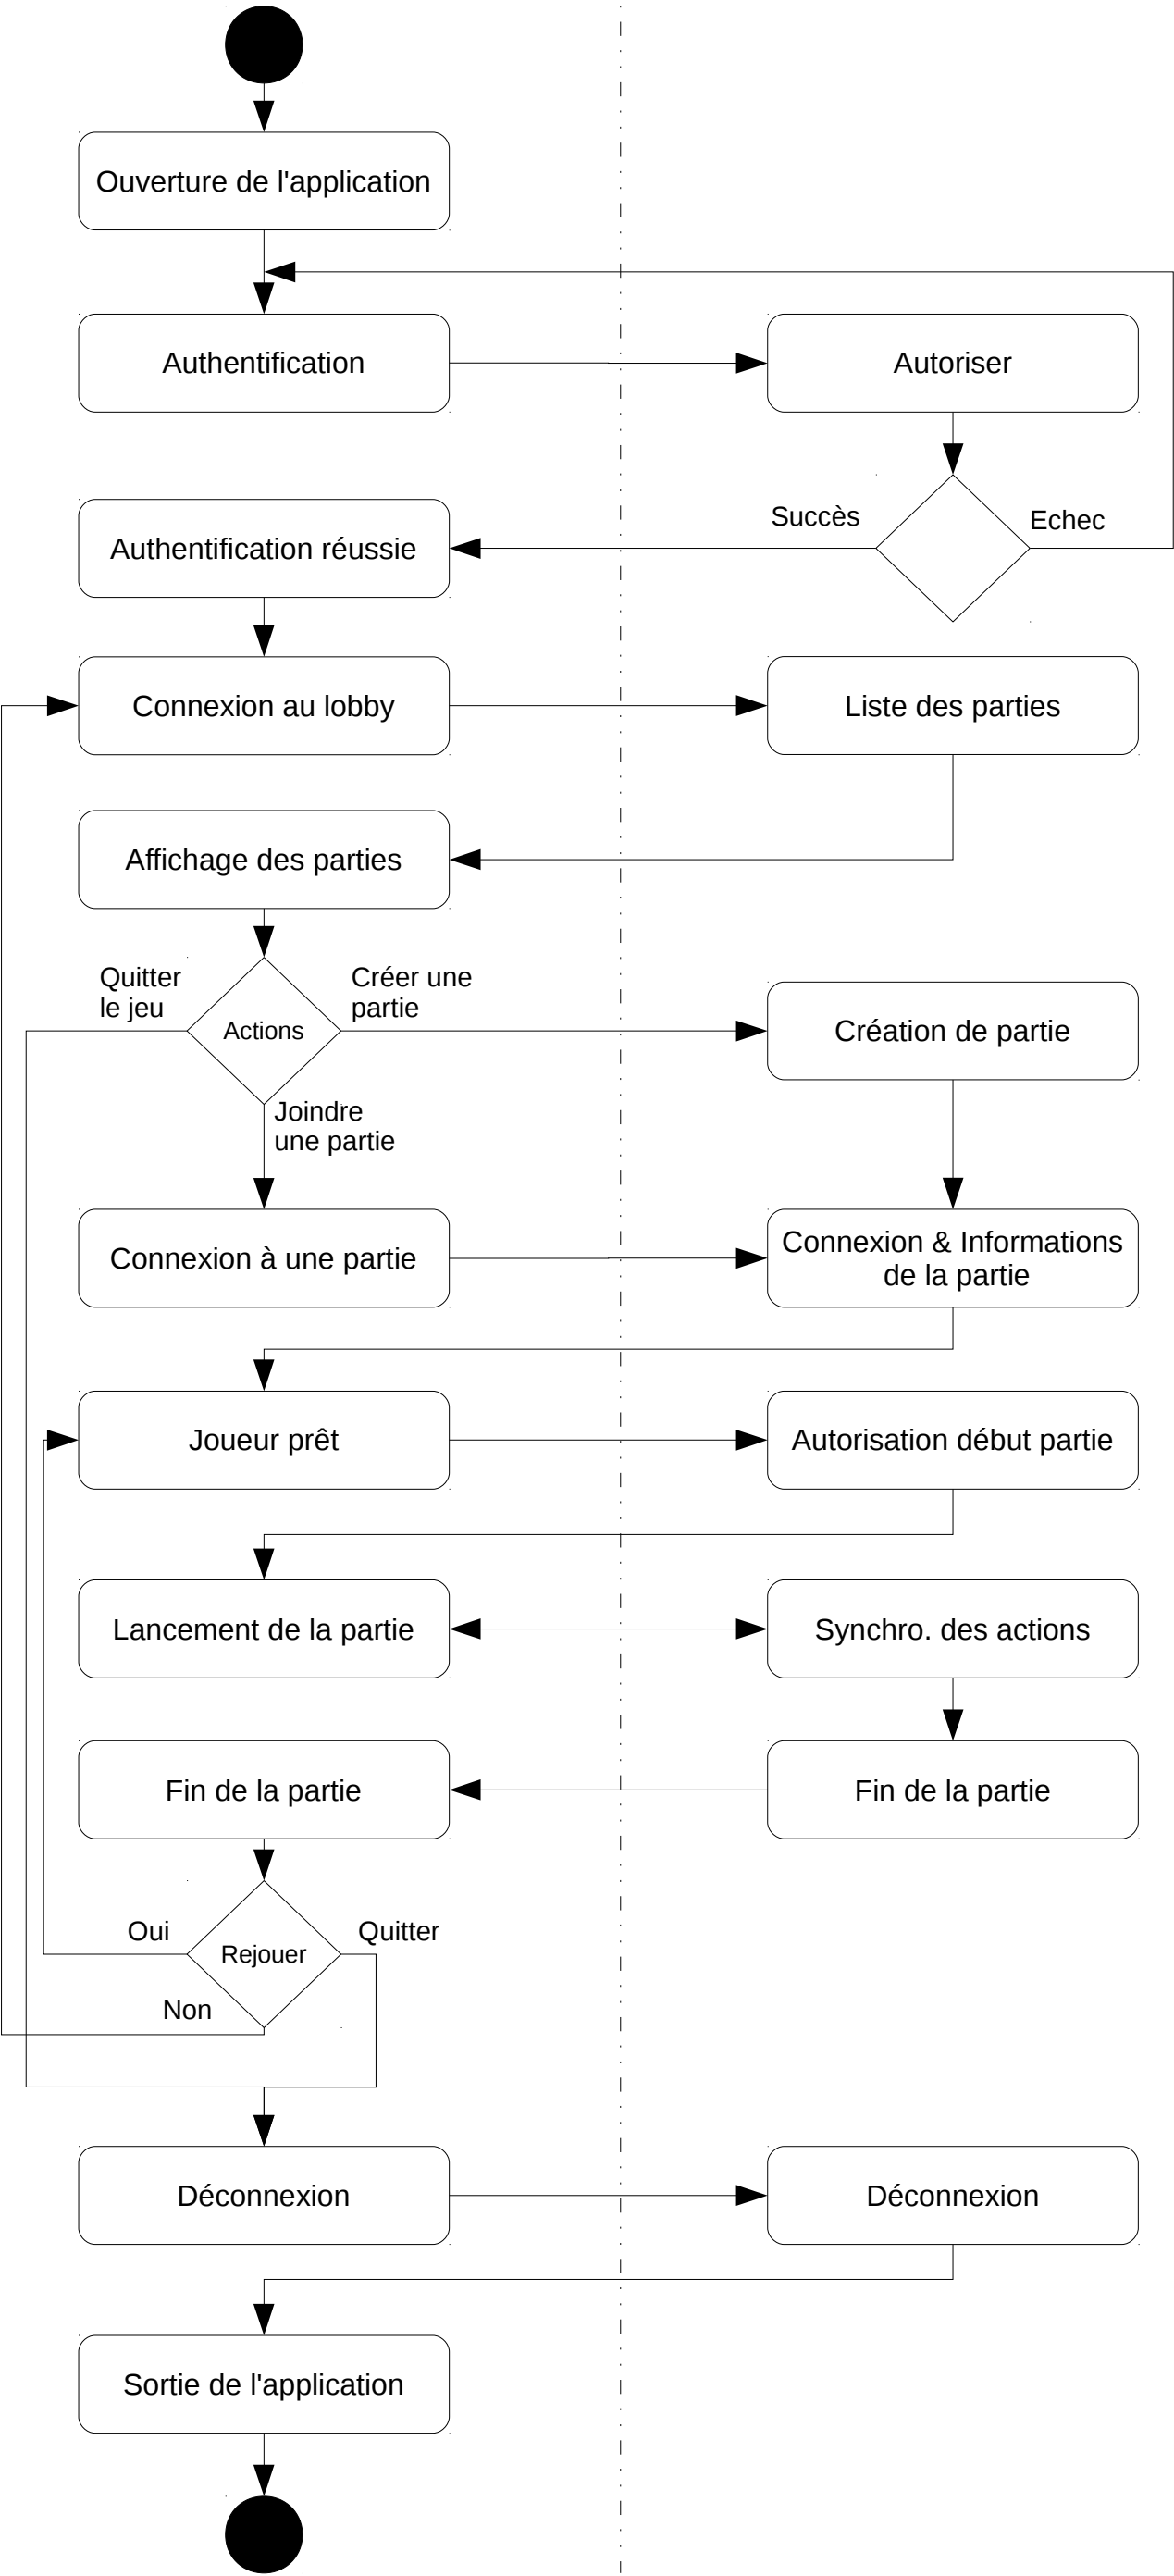 Ouverture de l'application
Authentification
Autoriser
Succès
Echec
Authentification réussie
Connexion au lobby
Liste des parties
Affichage des parties
Quitter
le jeu
Actions
Créer une
partie
Création de partie
Joindre
une partie
Connexion à une partie
Connexion & Informations
de la partie
Joueur prêt
Autorisation début partie
Lancement de la partie
Synchro. des actions
Fin de la partie
Fin de la partie
Oui
Rejouer
Quitter
Non
Déconnexion
Déconnexion
Sortie de l'application